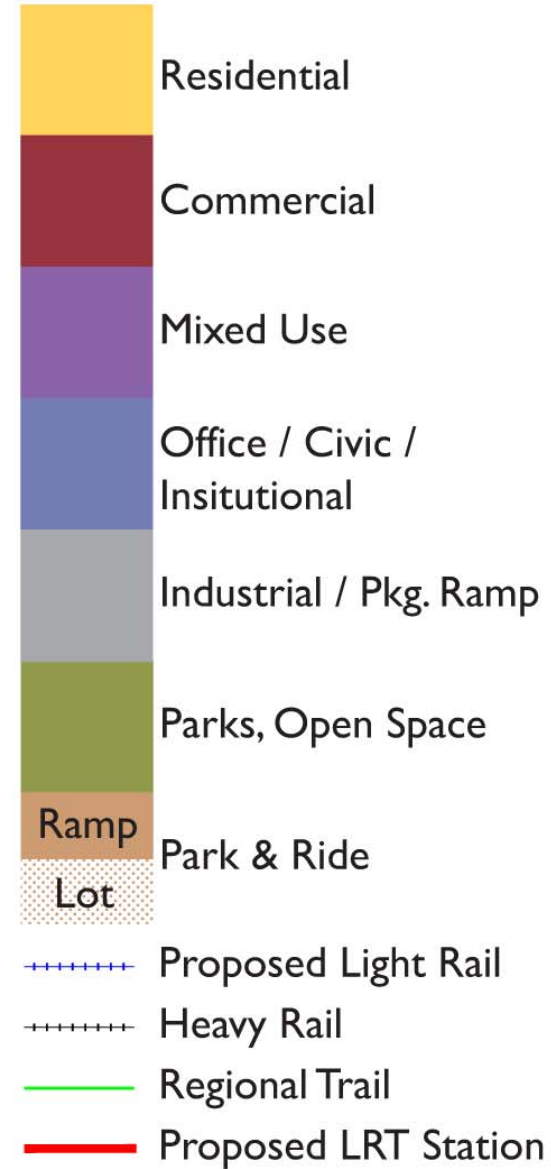 Residential
Commercial
Mixed Use
Office / Civic /
Insitutional
Industrial / Pkg. Ramp
Parks, Open Space
Ramp
Park & Ride
Lot
Proposed Light Rail
Heavy Rail
Regional Trail
Proposed LRT Station